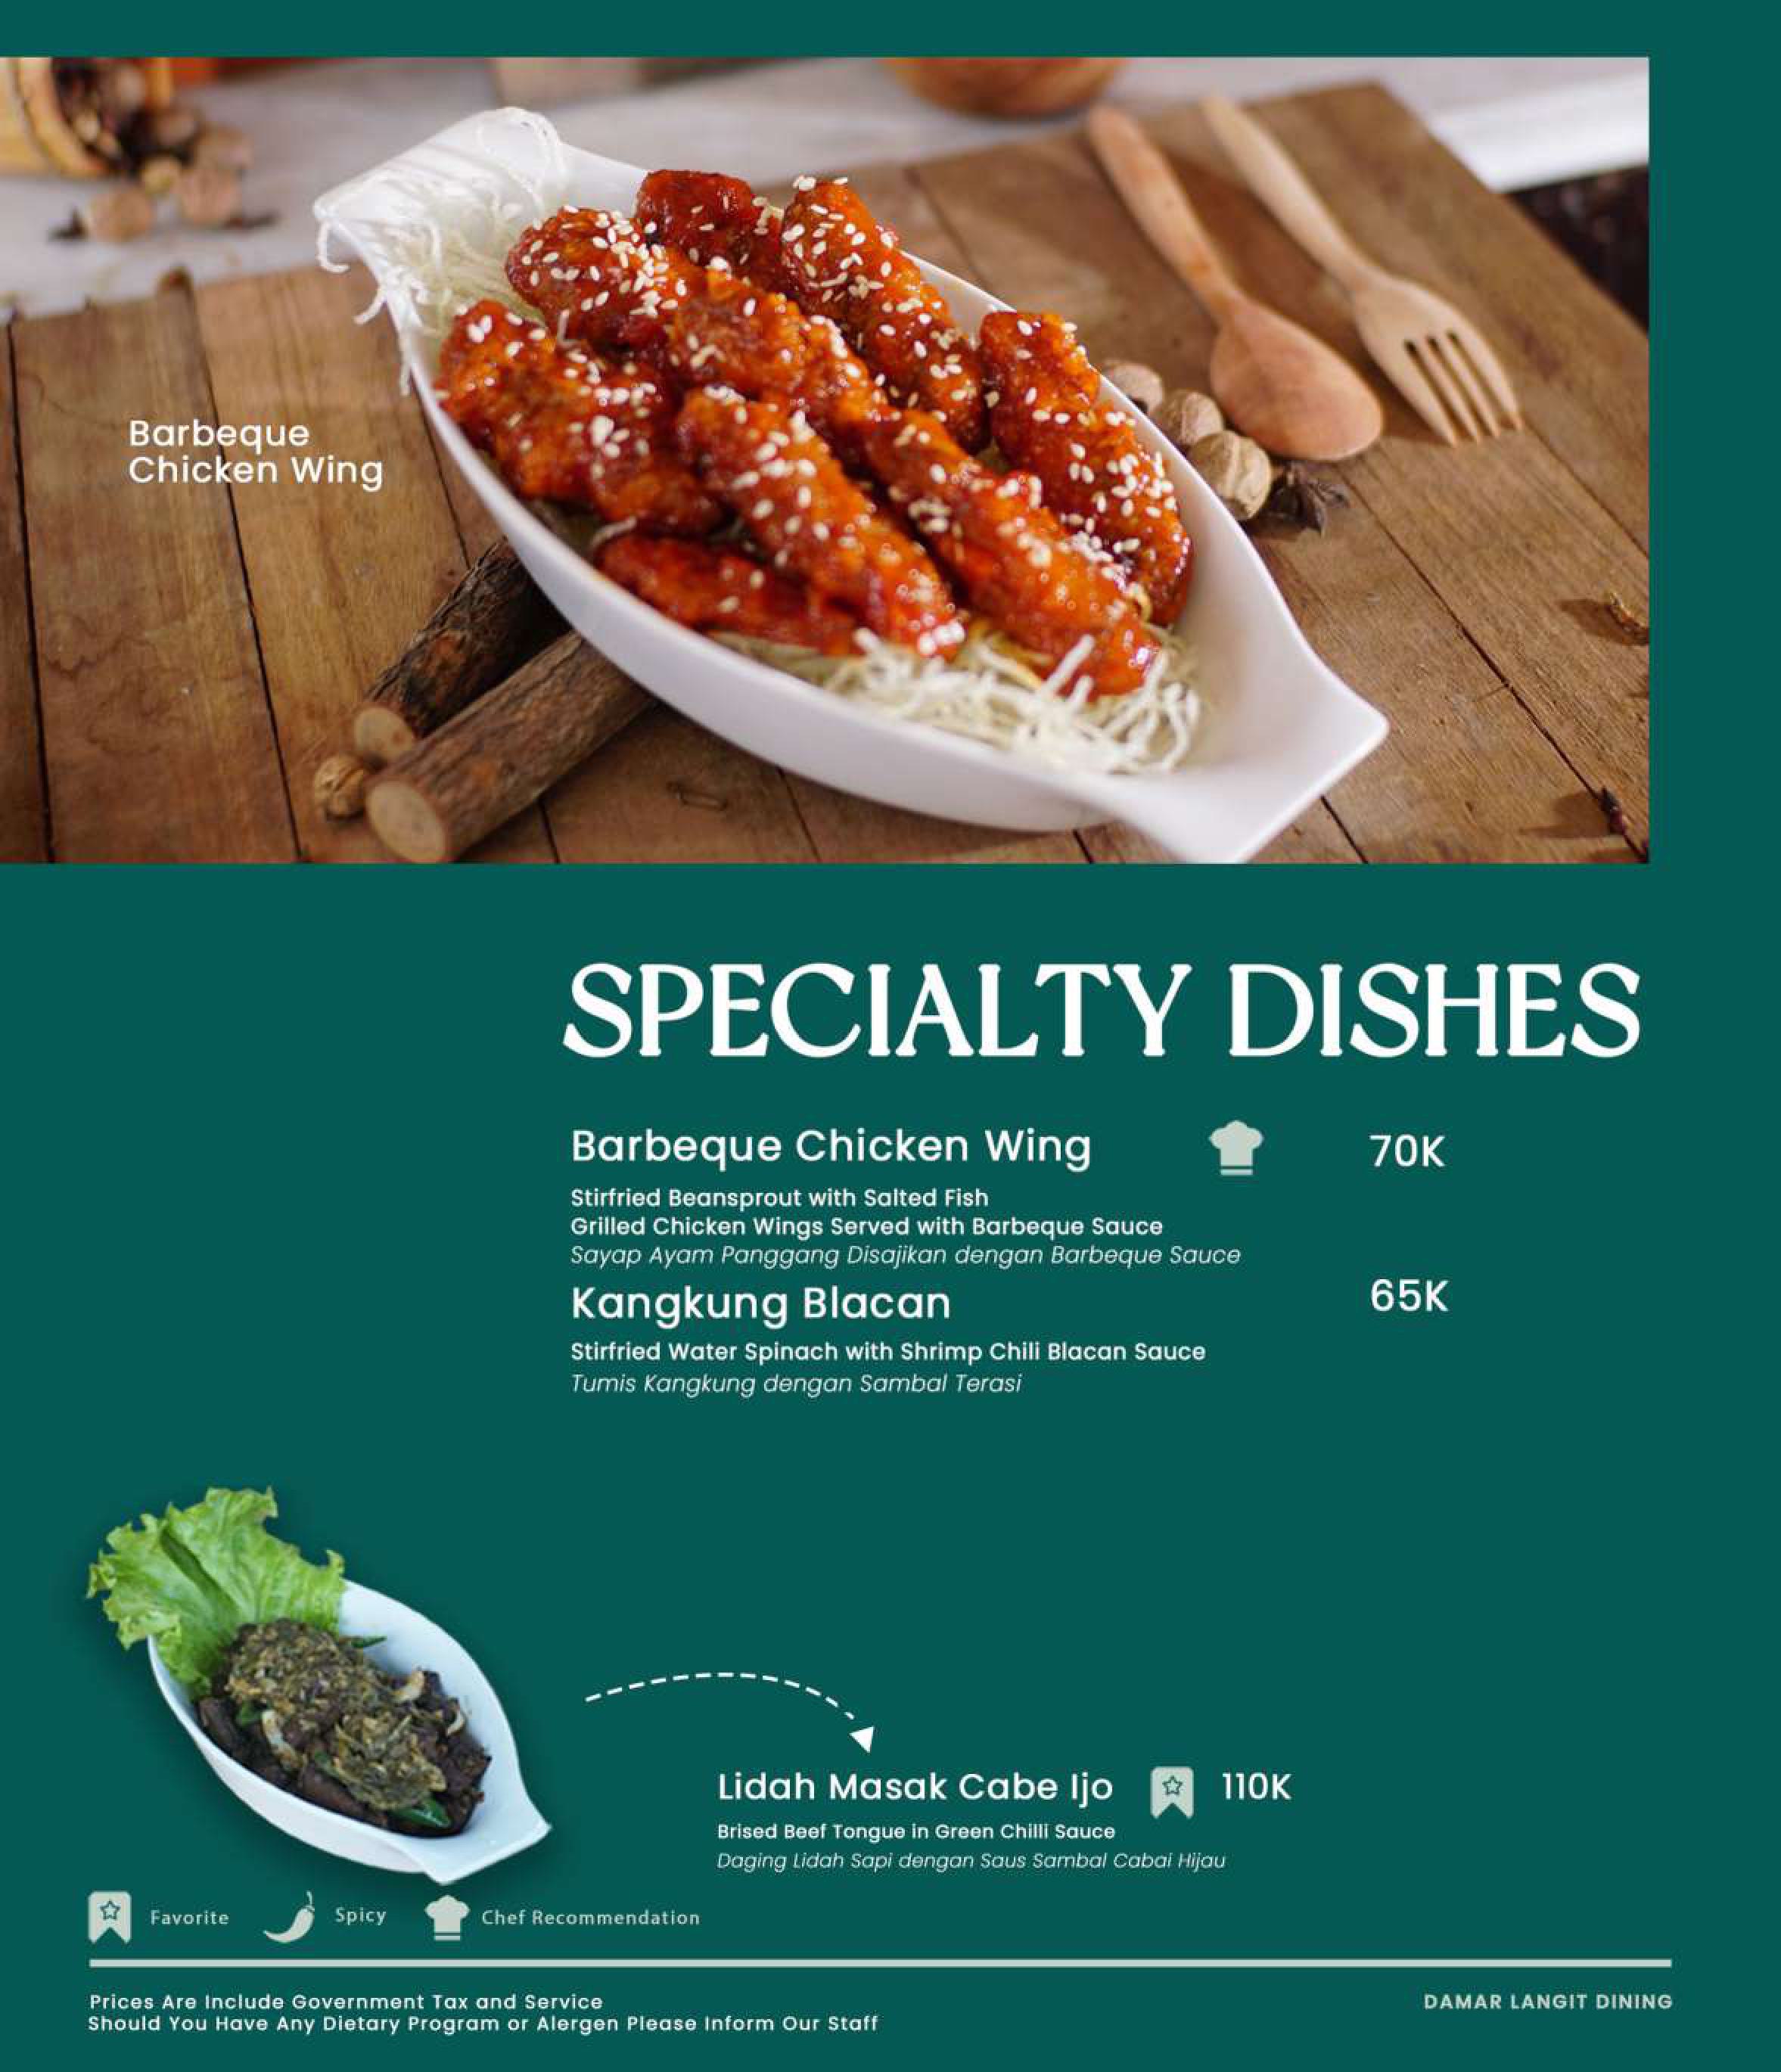 Barbeque
Chicken Wing
SPECIALTY DISHES
Barbeque Chicken Wing 70K
Stirfried Beansprout with Salted Fish
Grilled Chicken Wings Served with Barbeque Sauce
Sayap Ayam Panggang Disajikan dengan Barbeque Sauce
Kangkung Blacan 65K
Stirfried Water Spinach with Shrimp Chili Blacan Sauce
Tumis Kangkung dengan Sambal Terasi
Lidah Masak Cabe Ijo 110K
Brised Beef Tongue in Green Chilli Sauce
Daging Lidah Sapi dengan Saus Sambal Cabai Hijau
Favorite Spicy Chef Recommendation
Prices Are Include Government Tax and Service
Should You Have Any Dietary Program or Alergen Please Inform Our Staff
DAMAR LANGIT DINING